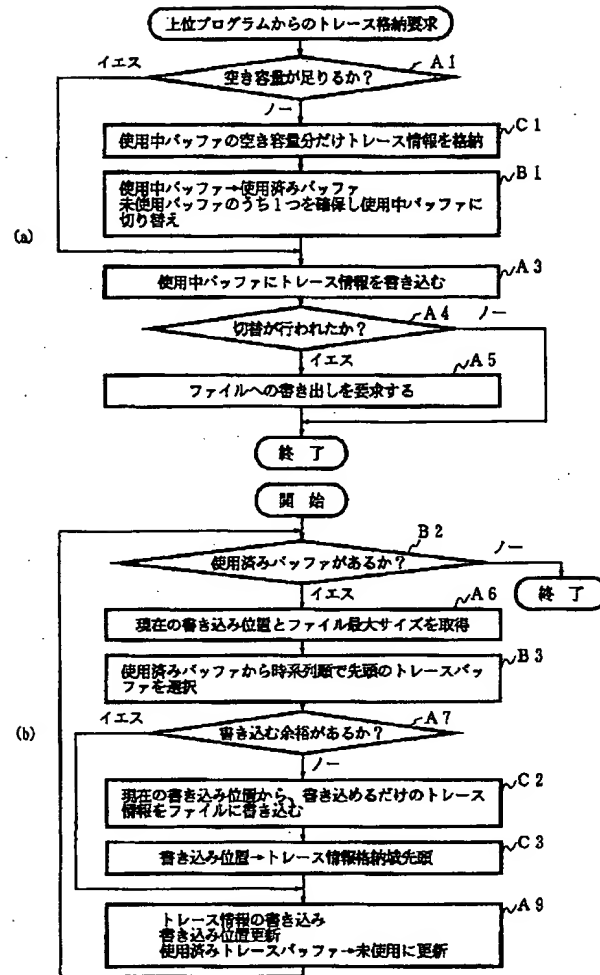 上位プログラムからのトレース格納要求
イエス
A1
空き容量が足りるか?
ノー
C1
使用中バッファの空き容量分だけトレース情報を格納
B1
使用中バッファ→使用済みバッファ
未使用バッファのうち1つを確保し使用中バッファに
切り替え
(a)
A3
使用中バッファにトレース情報を書き込む
A4
ノー
切替が行われたか?
イエス
A5
ファイルへの書き出しを要求する
終了
開始
B2
使用済みバッファがあるか?
ノー
イエス
終了
A6
現在の書き込み位置とファイル最大サイズを取得
B3
使用済みバッファから時系列順で先頭のトレースバッ
ファを選択
(b)
イエス
A7
書き込む余裕があるか?
ノー
C2
現在の書き込み位置から、書き込めるだけのトレース
情報をファイルに書き込む
C3
書き込み位置→トレース情報格納域先頭
A9
トレース情報の書き込み
書き込み位置更新
使用済みトレースバッファ→未使用に更新